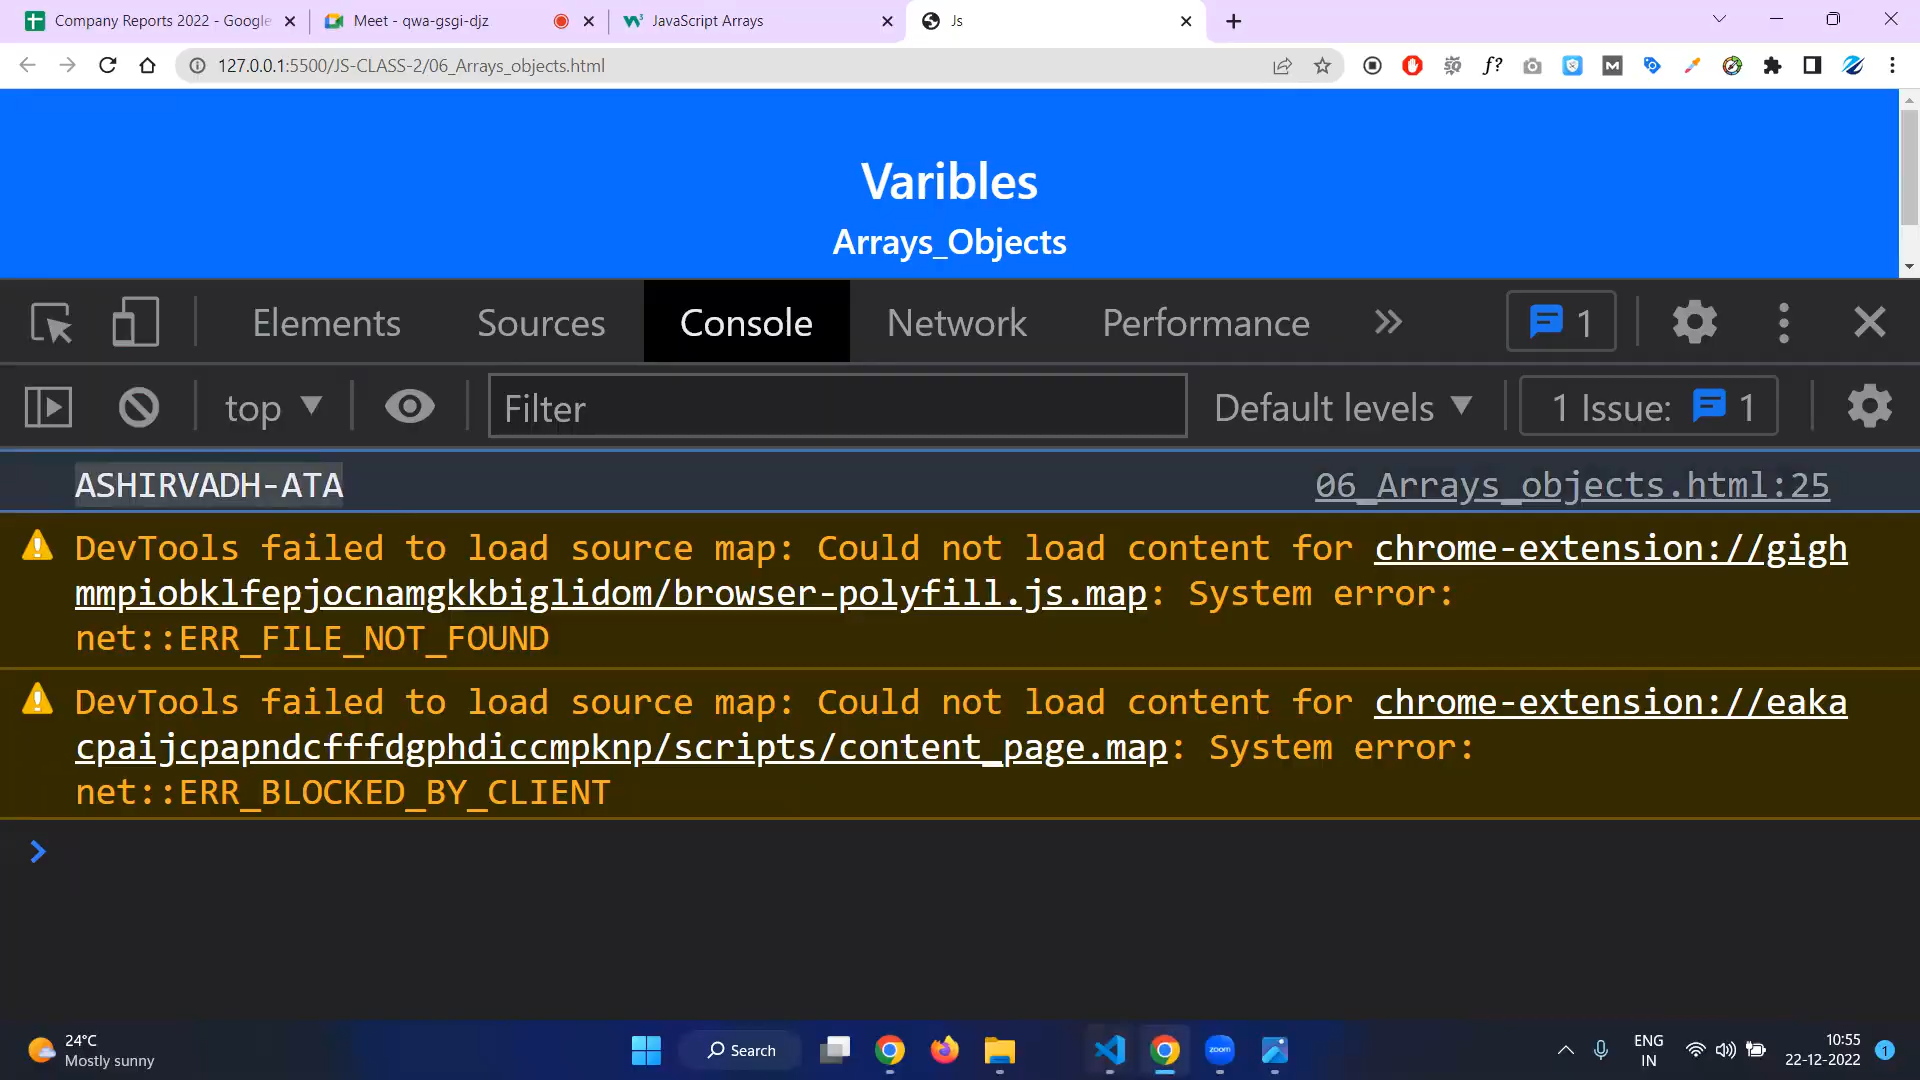 Company Reports 2022 - Google
Meet - qwa-gsgi-djz
JavaScript Arrays
Js
127.0.0.1:5500/JS-CLASS-2/06_Arrays_objects.html
f?
M
Varibles
Arrays_Objects
Elements
Sources
Console
Network
Performance
1
top
Filter
Default levels
1 Issue:
1
ASHIRVADH-ATA
06_Arrays_objects.html:25
DevTools failed to load source map: Could not load content for chrome-extension://gigh
mmpiobklfepjocnamgkkbiglidom/browser-polyfill.js.map: System error:
net::ERR_FILE_NOT_FOUND
DevTools failed to load source map: Could not load content for chrome-extension://eaka
cpaijcpapndcfffdgphdiccmpknp/scripts/content_page.map: System error:
net::ERR_BLOCKED_BY_CLIENT
24°C
Mostly sunny
Search
zoom
ENG
IN
10:55
22-12-2022
1